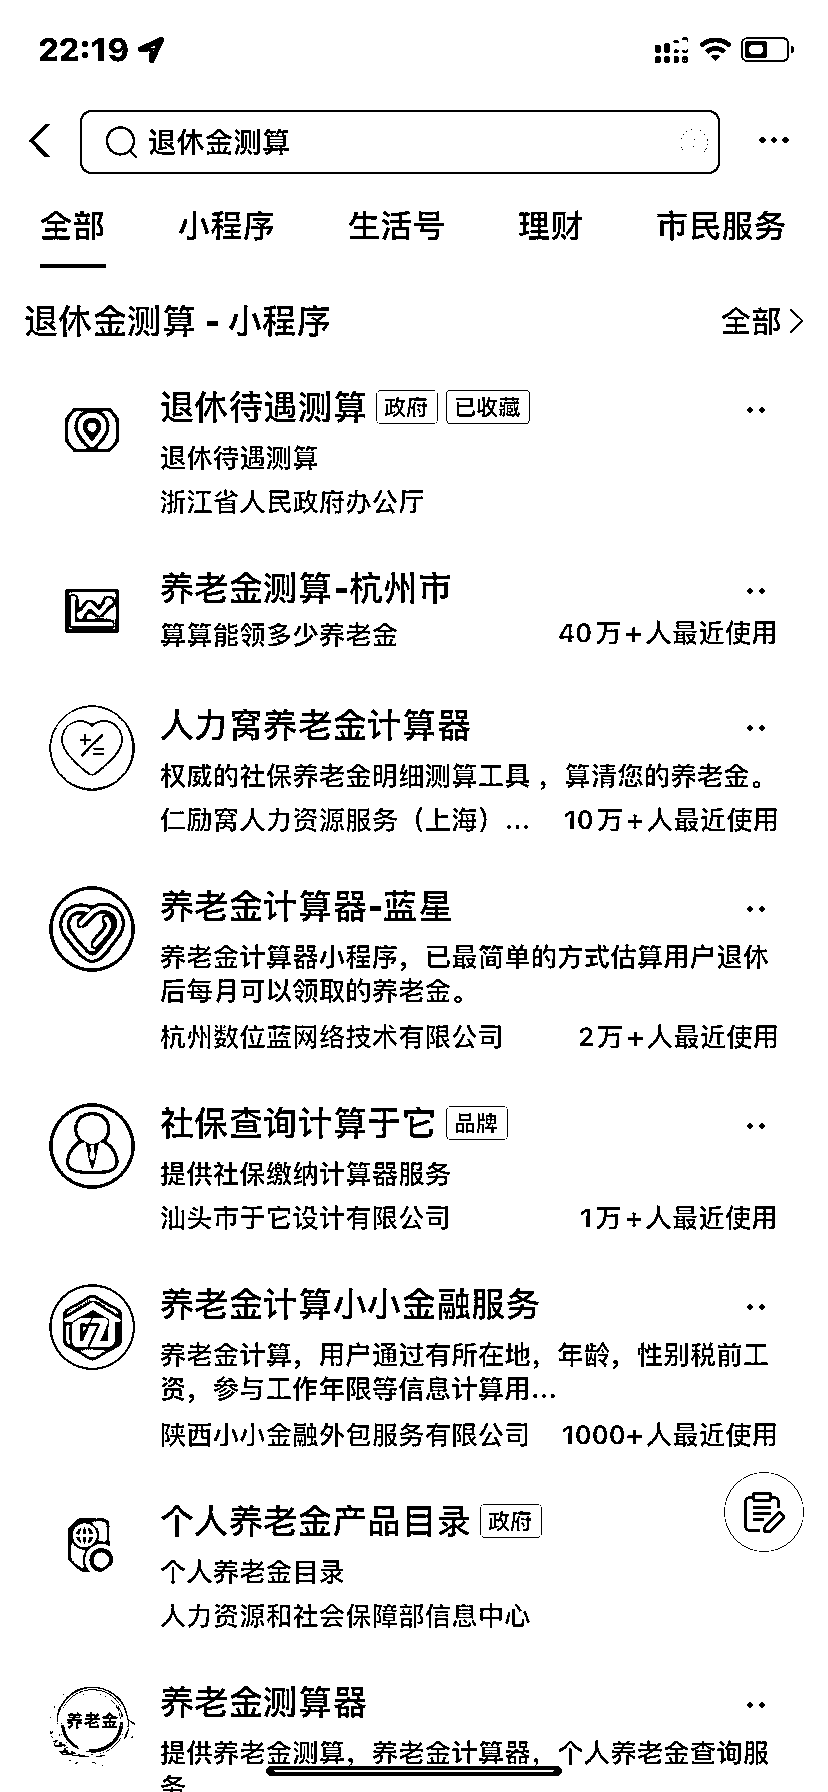 22:19
退休金测算
全部 小程序 生活号 理财 市民服务
退休金测算 - 小程序 全部
退休待遇测算 政府 已收藏
退休待遇测算
浙江省人民政府办公厅
养老金测算-杭州市
算算能领多少养老金 40万+人最近使用
人力窝养老金计算器
权威的社保养老金明细测算工具 ，算清您的养老金。
仁励窝人力资源服务（上海）... 10万+人最近使用
养老金计算器-蓝星
养老金计算器小程序，已最简单的方式估算用户退休
后每月可以领取的养老金。
杭州数位蓝网络技术有限公司 2万+人最近使用
社保查询计算于它 品牌
提供社保缴纳计算器服务
汕头市于它设计有限公司 1万+人最近使用
养老金计算小小金融服务
养老金计算，用户通过有所在地，年龄，性别税前工
资，参与工作年限等信息计算用...
陕西小小金融外包服务有限公司 1000+人最近使用
个人养老金产品目录 政府
个人养老金目录
人力资源和社会保障部信息中心
养老金测算器
养老金
提供养老金测算，养老金计算器，个人养老金查询服
务